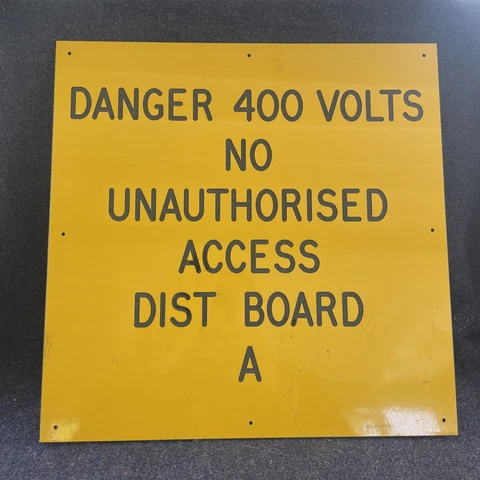 DANGER 400 VOLTS
NO
UNAUTHORISED
ACCESS
DIST BOARD
A